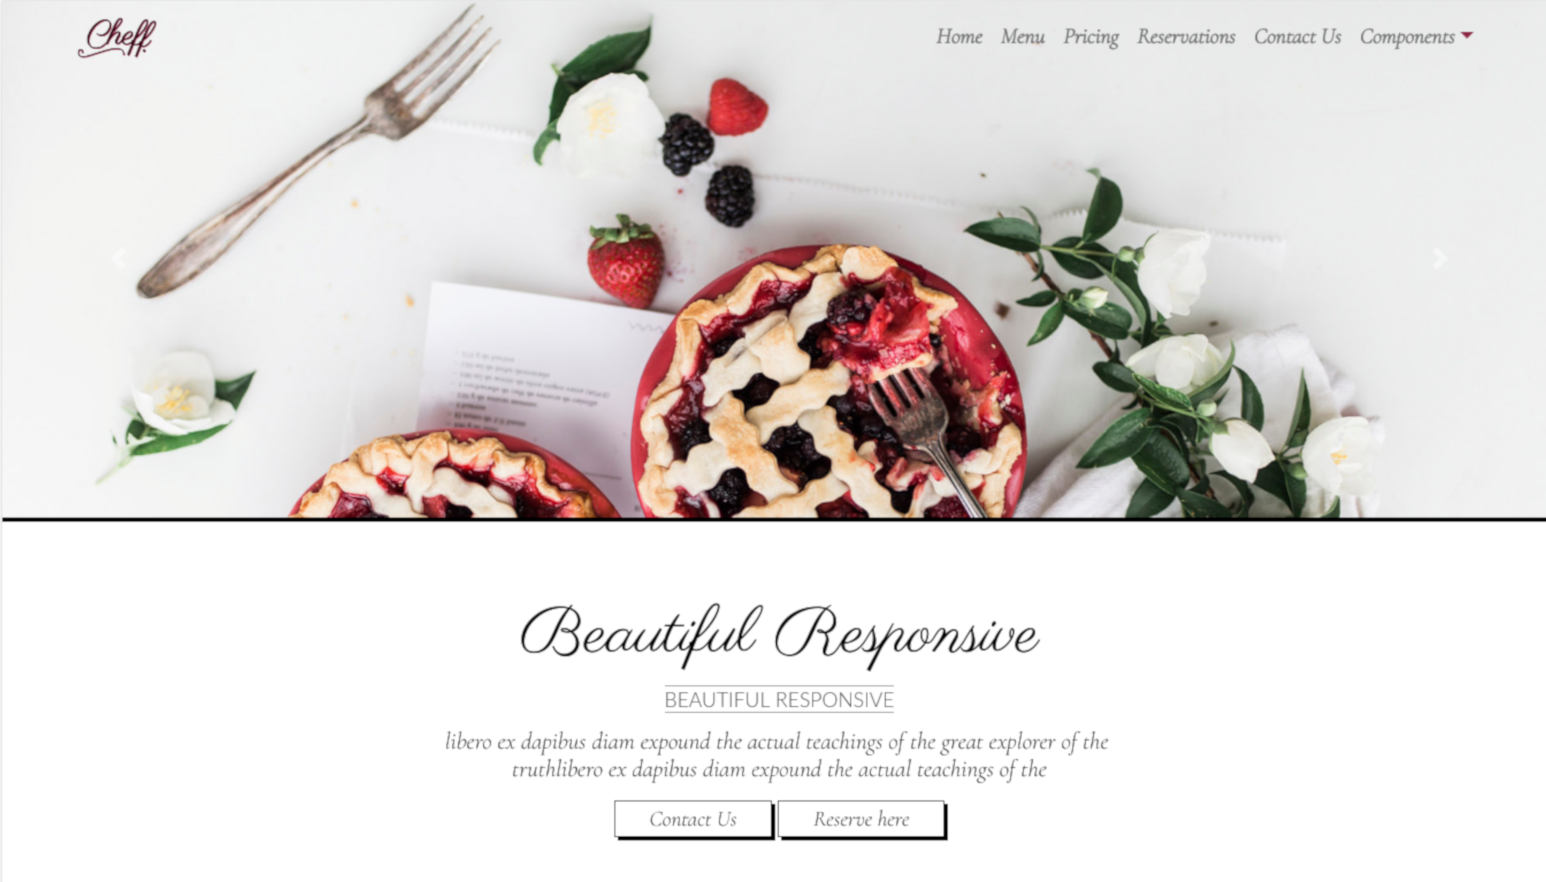 Cheff
Home Menu Pricing Reservations Contact Us Components
Beautiful Responsive
BEAUTIFUL RESPONSIVE
libero ex dapibus diam expound the actual teachings of the great explorer of the
truthlibero ex dapibus diam expound the actual teachings of the
Contact Us Reserve here